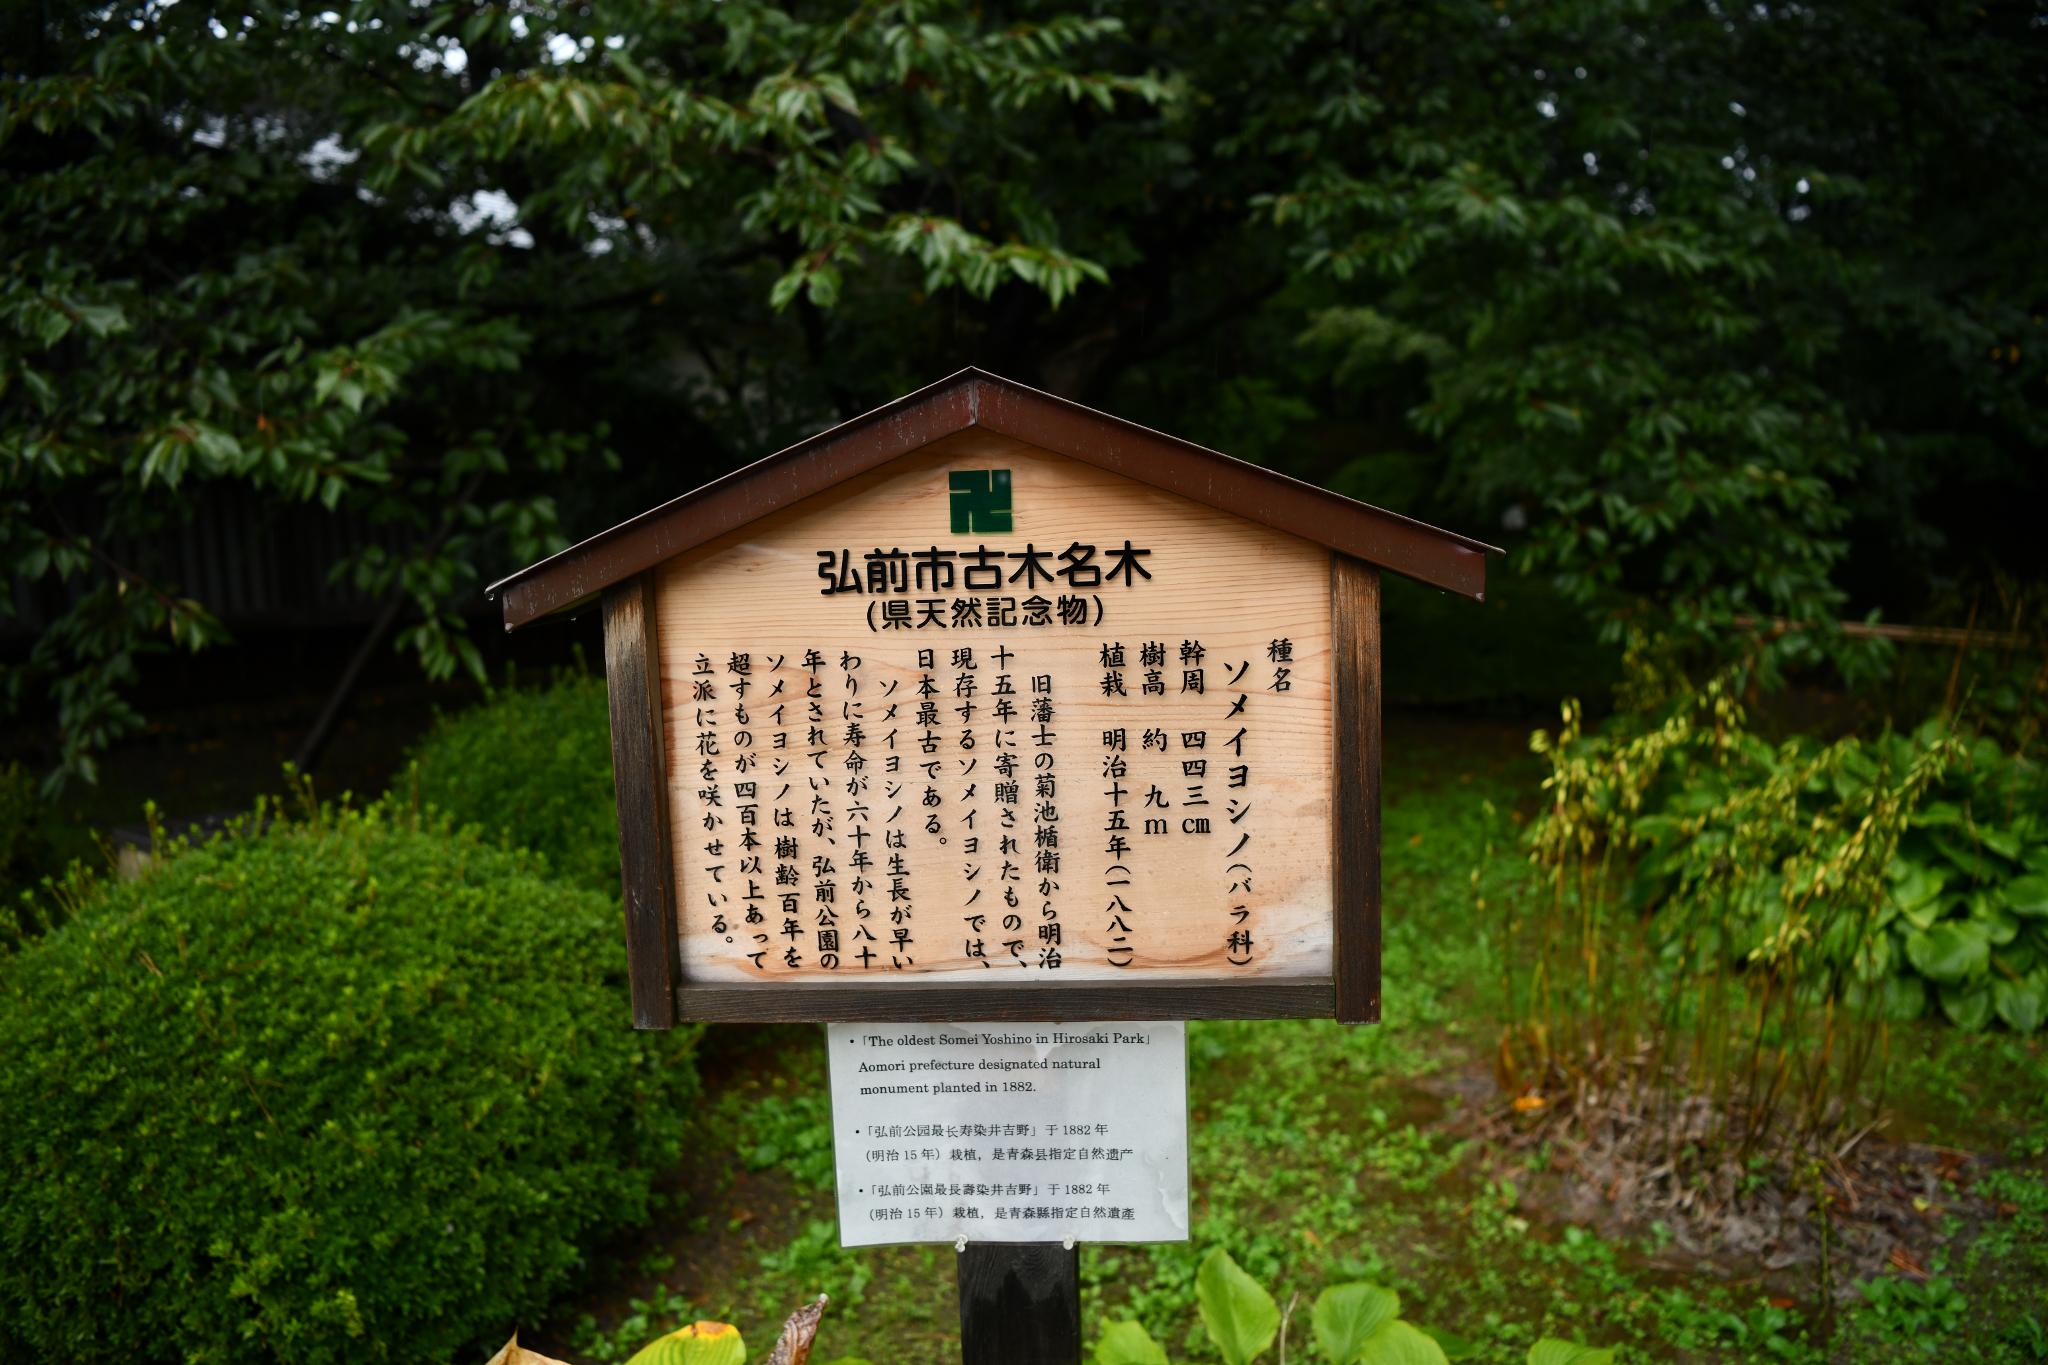 弘前市古木名木
(県天然記念物)
種名
ソメイヨシノ(バラ科)
幹周 四四三cm
樹高 約 九m
植栽 明治十五年(一八八二)
旧藩士の菊池楯衛から明治
十五年に寄贈されたもので、
現存するソメイヨシノでは、
日本最古である。
ソメイヨシノは生長が早い
わりに寿命が六十年から八十
年とされていたが、弘前公園の
ソメイヨシノは樹齢百年を
超すものが四百本以上あって
立派に花を咲かせている。
・「The oldest Somei Yoshino in Hirosaki Park」
Aomori prefecture designated natural
monument planted in 1882.
・「弘前公园最长寿染井吉野」于 1882 年
(明治 15 年) 栽植，是青森县指定自然遗产
・「弘前公園最長壽染井吉野」于 1882 年
(明治 15 年) 栽植，是青森縣指定自然遺產